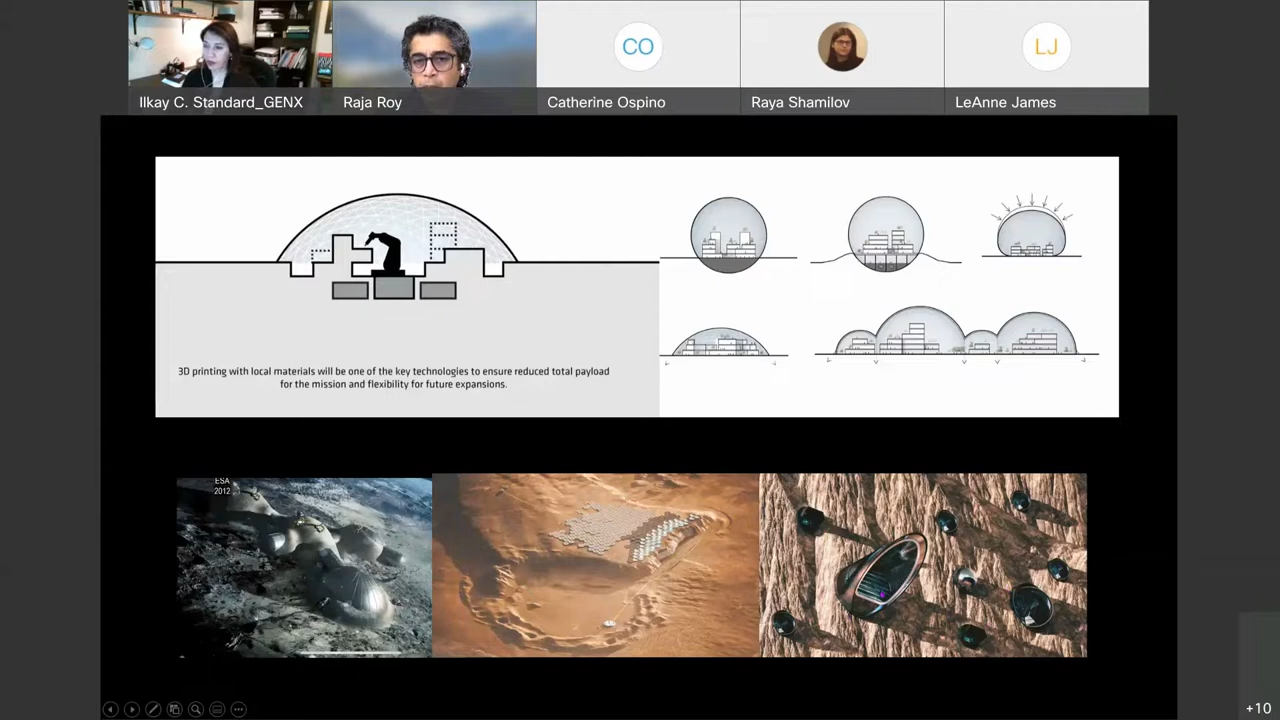 CO
LJ
Ilkay C. Standard_GENX
Raja Roy
Catherine Ospino
Raya Shamilov
LeAnne James
3D printing with local materials will be one of the key technologies to ensure reduced total payload
for the mission and flexibility for future expansions.
ESA
2012
+10